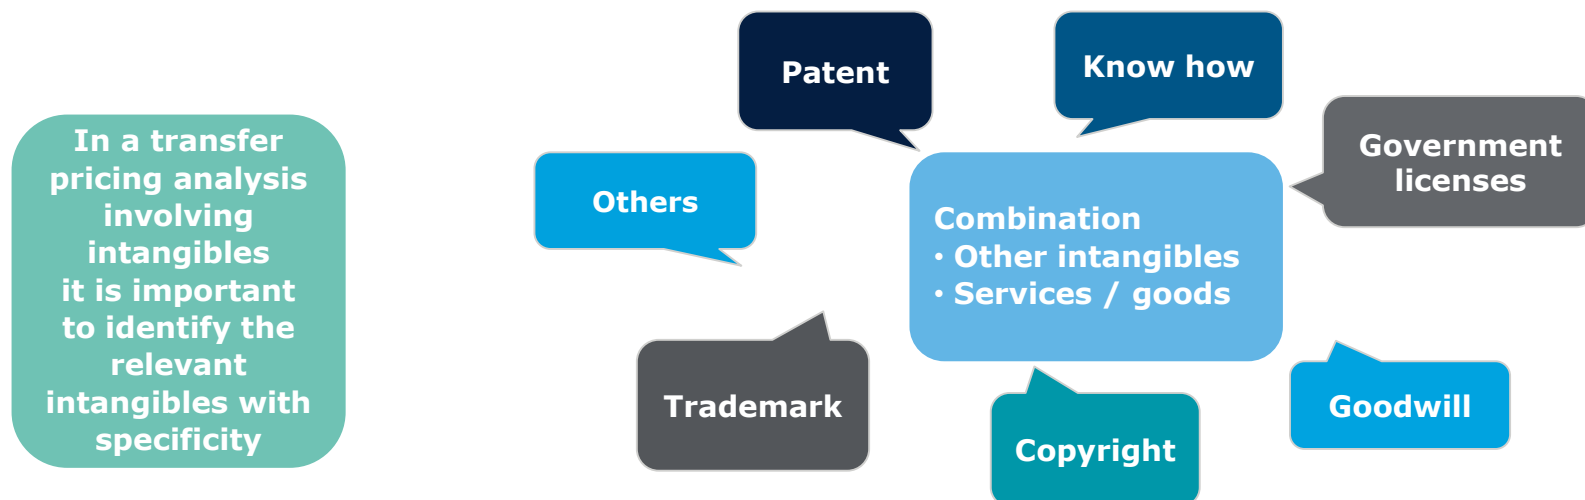 In a transfer
pricing analysis
involving
intangibles
it is important
to identify the
relevant
intangibles with
specificity
Patent
Know how
Government
licenses
Others
Combination
• Other intangibles
• Services / goods
Trademark
Copyright
Goodwill